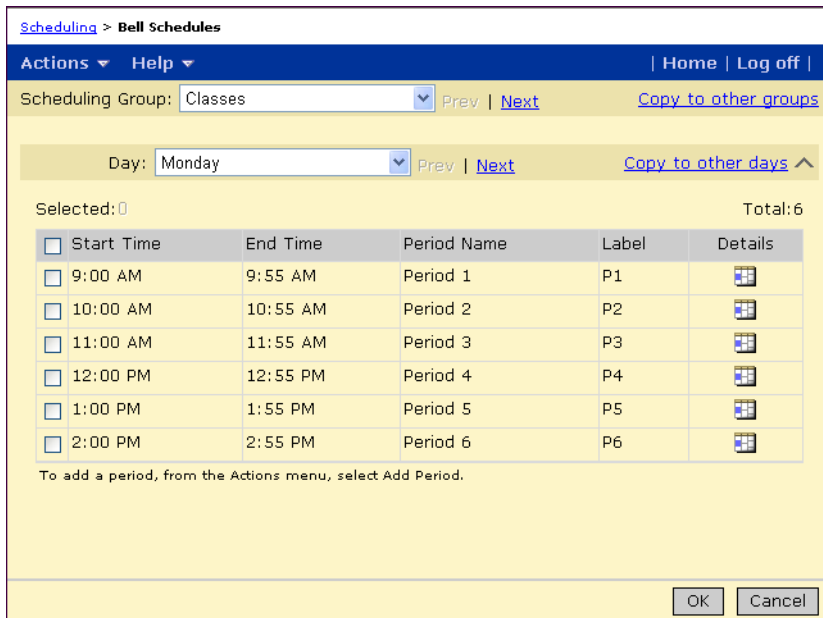 Scheduling > Bell Schedules
Actions Help | Home | Log off |
Scheduling Group: Classes Prev | Next Copy to other groups
Day: Monday Prev | Next Copy to other days
Selected:0 Total:6
Start Time End Time Period Name Label Details
9:00 AM 9:55 AM Period 1 P1
10:00 AM 10:55 AM Period 2 P2
11:00 AM 11:55 AM Period 3 P3
12:00 PM 12:55 PM Period 4 P4
1:00 PM 1:55 PM Period 5 P5
2:00 PM 2:55 PM Period 6 P6
To add a period, from the Actions menu, select Add Period.
OK Cancel